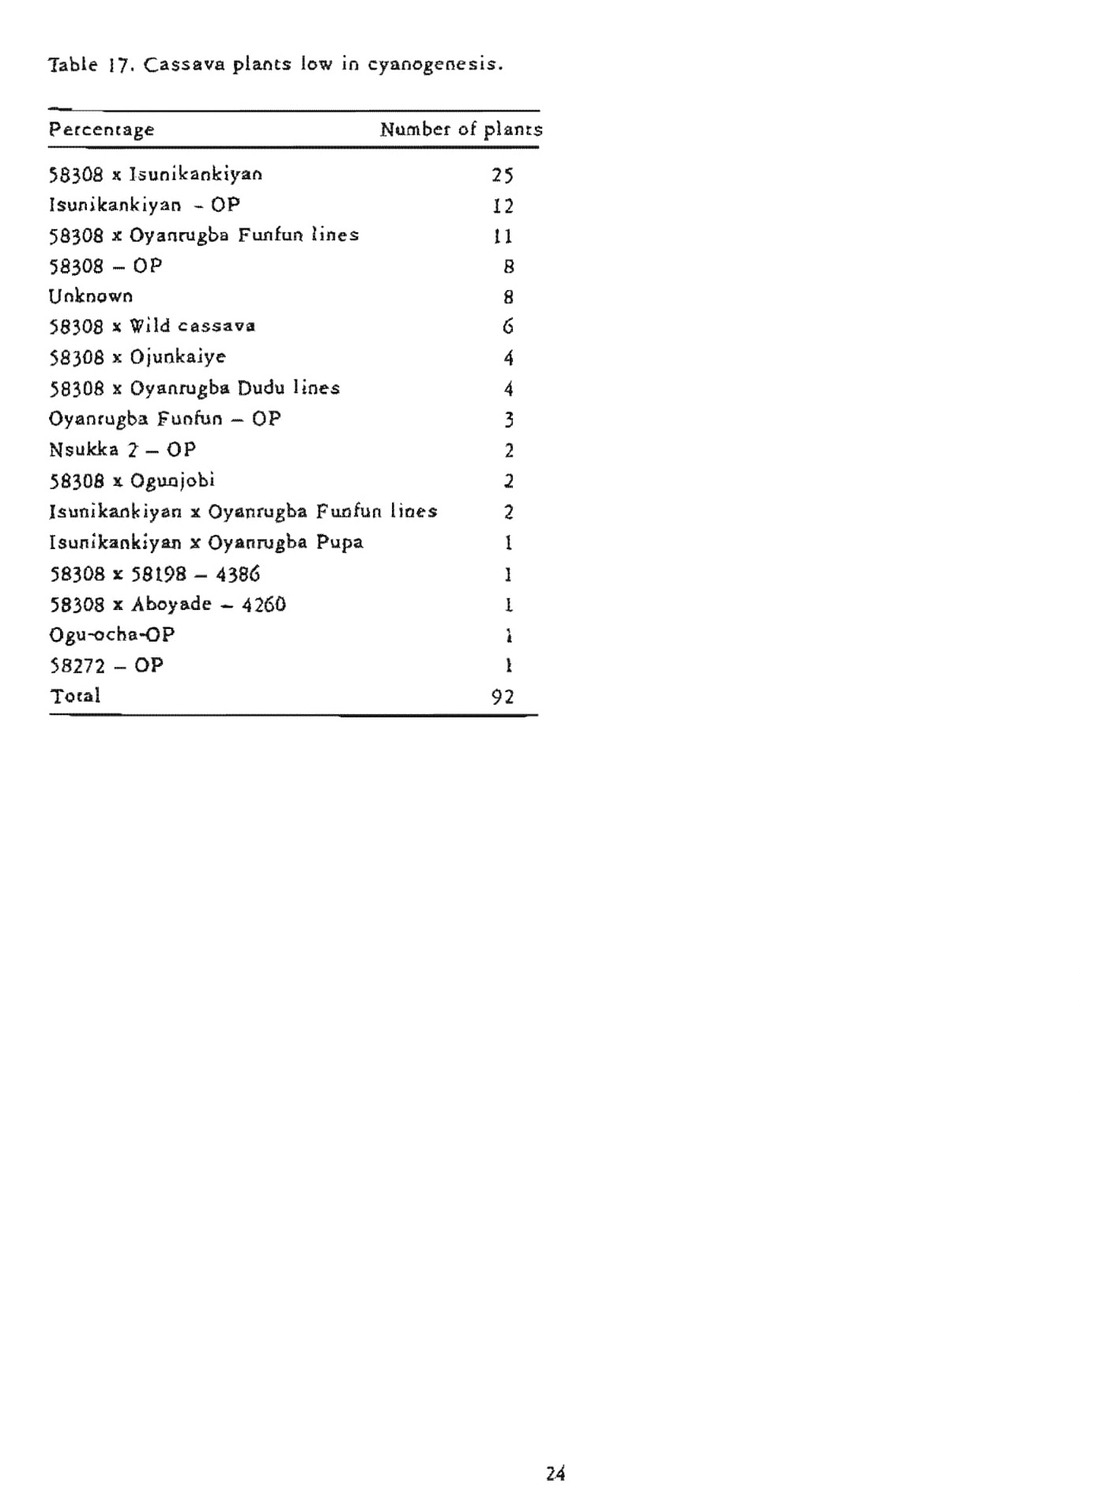 Table 17. Cassava plants low in cyanogenesis.
Percentage Number of plants
58308 x Isunikankiyan 25
Isunikankiyan – OP 12
58308 x Oyanrugba Funfun lines 11
58308 – OP 8
Unknown 8
58308 x Wild cassava 6
58308 x Ojunkaiye 4
58308 x Oyanrugba Dudu lines 4
Oyanrugba Funfun – OP 3
Nsukka 2 – OP 2
58308 x Ogunjobi 2
Isunikankiyan x Oyanrugba Funfun lines 2
Isunikankiyan x Oyanrugba Pupa 1
58308 x 58198 – 4386 1
58308 x Aboyade – 4260 1
Ogu-ocha-OP 1
58272 – OP 1
Total 92
24